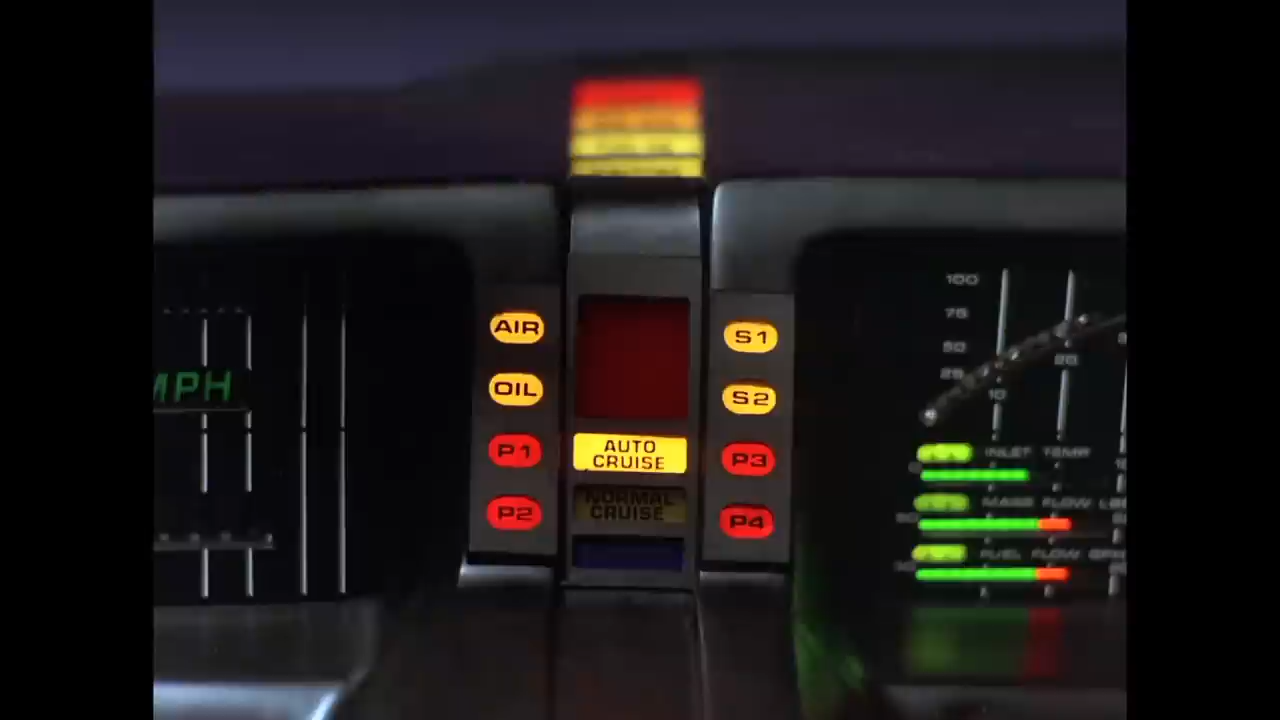 MPH
AIR
OIL
P1
P2
AUTO
CRUISE
NORMAL
CRUISE
S1
S2
P3
P4
100
75
50
25
10
20
INLET TEMP
MASS FLOW
FUEL FLOW